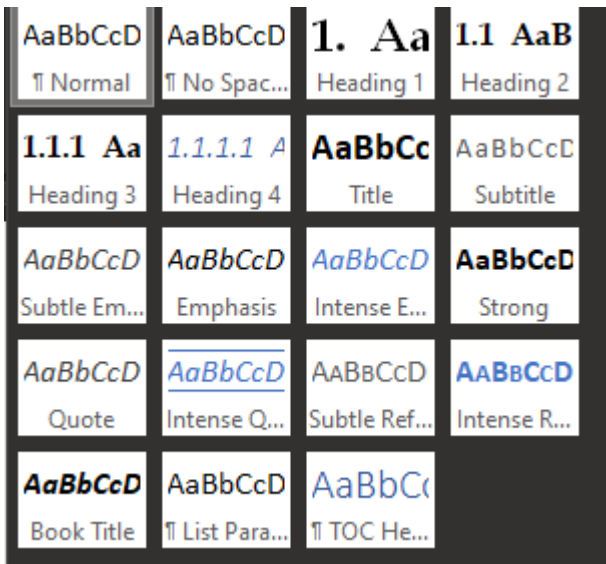 AaBbCcD AaBbCcD 1. Aa 1.1 AaB
¶ Normal ¶ No Spac... Heading 1 Heading 2
1.1.1 Aa 1.1.1.1 A AaBbCc AaBbCcD
Heading 3 Heading 4 Title Subtitle
AaBbCcD AaBbCcD AaBbCcD AaBbCcD
Subtle Em... Emphasis Intense E... Strong
AaBbCcD AaBbCcD AaBbCcD AaBbCcD
Quote Intense Q... Subtle Ref... Intense R...
AaBbCcD AaBbCcD AaBbCc
Book Title ¶ List Para... ¶ TOC He...